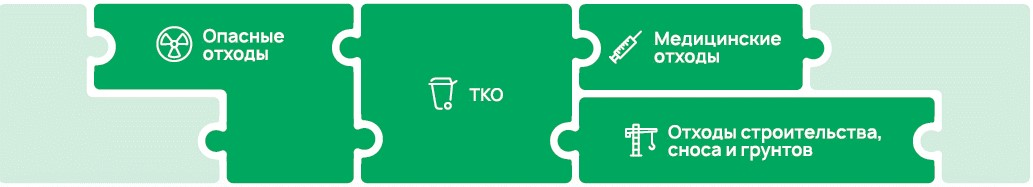 Опасные
отходы
ТКО
Медицинские
отходы
Отходы строительства,
сноса и грунтов